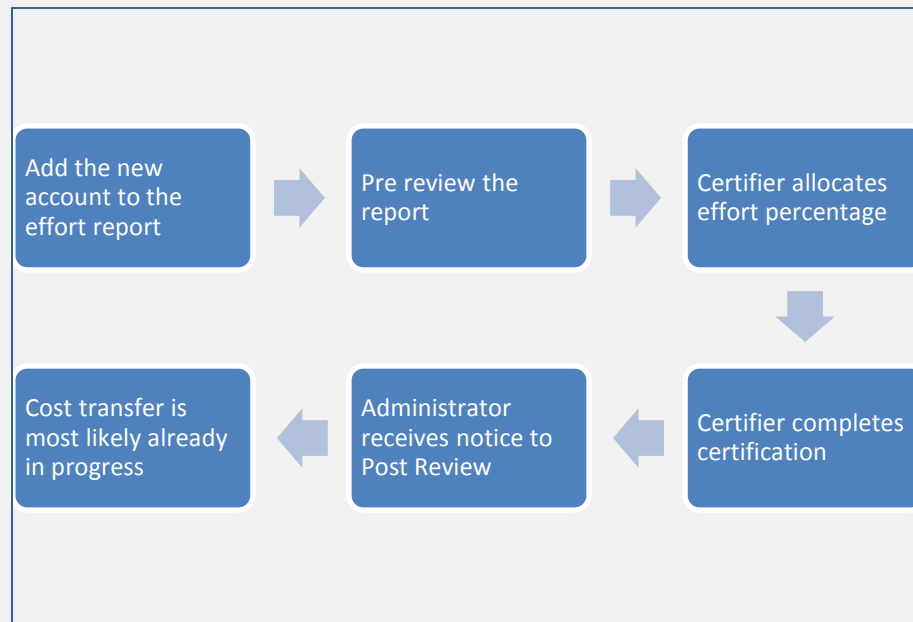 Add the new
account to the
effort report
Pre review the
report
Certifier allocates
effort percentage
Certifier completes
certification
Administrator
receives notice to
Post Review
Cost transfer is
most likely already
in progress